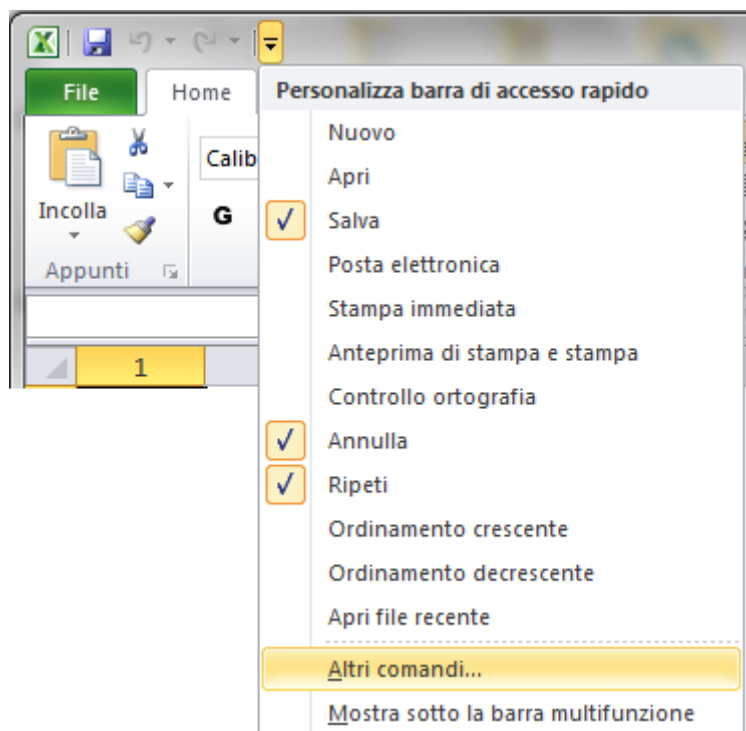 File
Home
Personalizza barra di accesso rapido
Nuovo
Apri
Incolla
Calib
G
Salva
Appunti
Posta elettronica
Stampa immediata
Anteprima di stampa e stampa
1
Controllo ortografia
Annulla
Ripeti
Ordinamento crescente
Ordinamento decrescente
Apri file recente
Altri comandi...
Mostra sotto la barra multifunzione